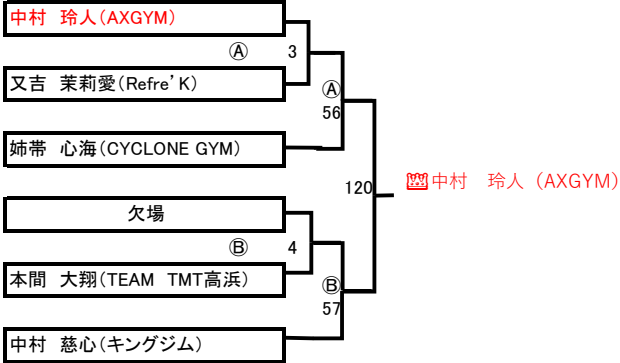 中村　玲人（AXGYM）
Ⓐ 3
又吉　茉莉愛（Refre’K）
Ⓐ
56
姉帯　心海（CYCLONE GYM）
120
中村　玲人（AXGYM）
欠場
Ⓑ 4
本間　大翔（TEAM　TMT高浜）
Ⓑ
57
中村　慈心（キングジム）